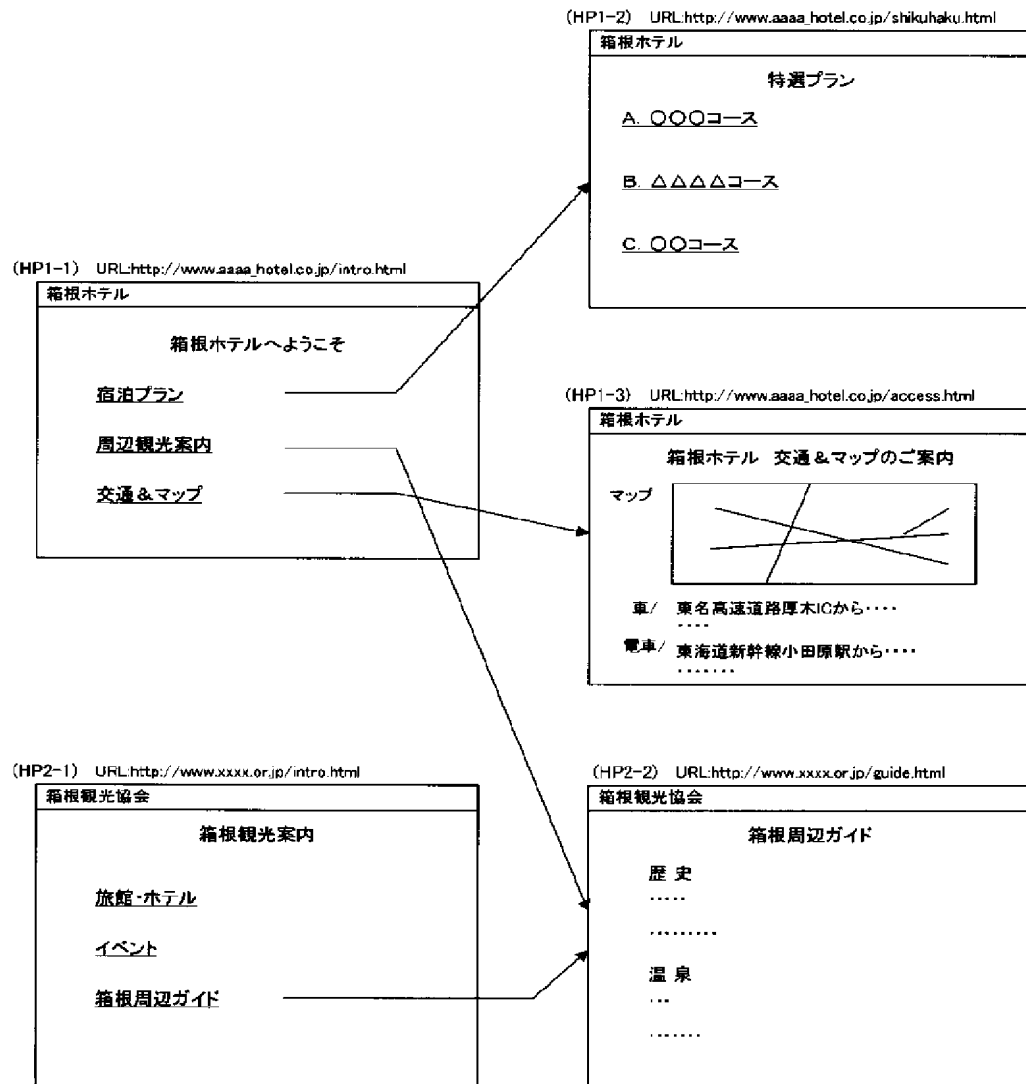 (HP1-2) URL:http://www.aaaa_hotel.co.jp/shikuhaku.html
箱根ホテル
特選プラン
A. 〇〇〇コース
B. △△△△コース
C. 〇〇コース
(HP1-1) URL:http://www.aaaa_hotel.co.jp/intro.html
箱根ホテル
箱根ホテルへようこそ
宿泊プラン
周辺観光案内
交通&マップ
(HP1-3) URL:http://www.aaaa_hotel.co.jp/access.html
箱根ホテル
箱根ホテル 交通&マップのご案内
マップ
車/ 東名高速道路厚木ICから・・・・
・・・・
電車/ 東海道新幹線小田原駅から・・・・
・・・・・・・
(HP2-1) URL:http://www.xxxx.or.jp/intro.html
箱根観光協会
箱根観光案内
旅館・ホテル
イベント
箱根周辺ガイド
(HP2-2) URL:http://www.xxxx.or.jp/guide.html
箱根観光協会
箱根周辺ガイド
歴 史
・・・・・
・・・・・・・・・
温 泉
・・・
・・・・・・・